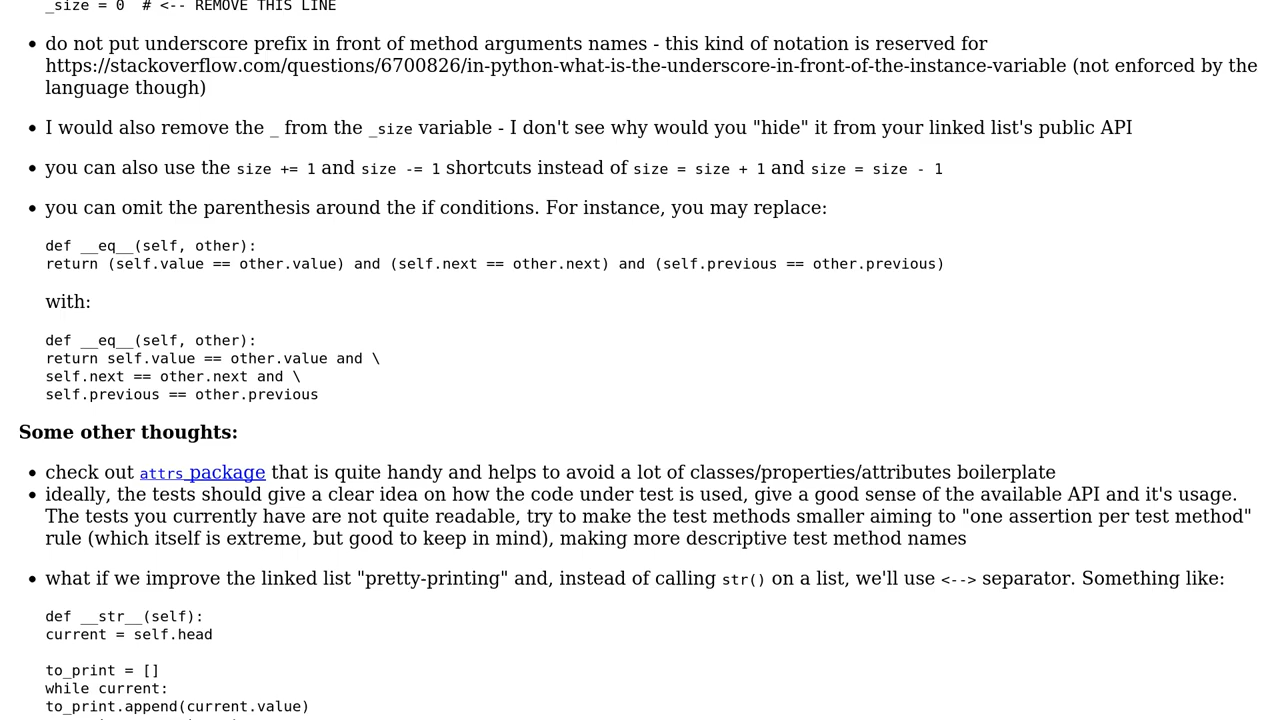 _size = 0  # <-- REMOVE THIS LINE
do not put underscore prefix in front of method arguments names - this kind of notation is reserved for
https://stackoverflow.com/questions/6700826/in-python-what-is-the-underscore-in-front-of-the-instance-variable (not enforced by the
language though)
I would also remove the _ from the _size variable - I don't see why would you "hide" it from your linked list's public API
you can also use the size += 1 and size -= 1 shortcuts instead of size = size + 1 and size = size - 1
you can omit the parenthesis around the if conditions. For instance, you may replace:
def __eq__(self, other):
return (self.value == other.value) and (self.next == other.next) and (self.previous == other.previous)
with:
def __eq__(self, other):
return self.value == other.value and \
self.next == other.next and \
self.previous == other.previous
Some other thoughts:
check out attrs package that is quite handy and helps to avoid a lot of classes/properties/attributes boilerplate
ideally, the tests should give a clear idea on how the code under test is used, give a good sense of the available API and it's usage.
The tests you currently have are not quite readable, try to make the test methods smaller aiming to "one assertion per test method"
rule (which itself is extreme, but good to keep in mind), making more descriptive test method names
what if we improve the linked list "pretty-printing" and, instead of calling str() on a list, we'll use <--> separator. Something like:
def __str__(self):
current = self.head
to_print = []
while current:
to_print.append(current.value)